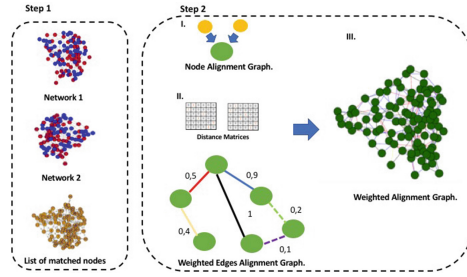 Step 1
Network 1
Network 2
List of matched nodes
Step 2
I.
Node Alignment Graph.
II.
Distance Matrices
0,5
0,9
0,4
1
0,2
0,1
Weighted Edges Alignment Graph.
III.
Weighted Alignment Graph.